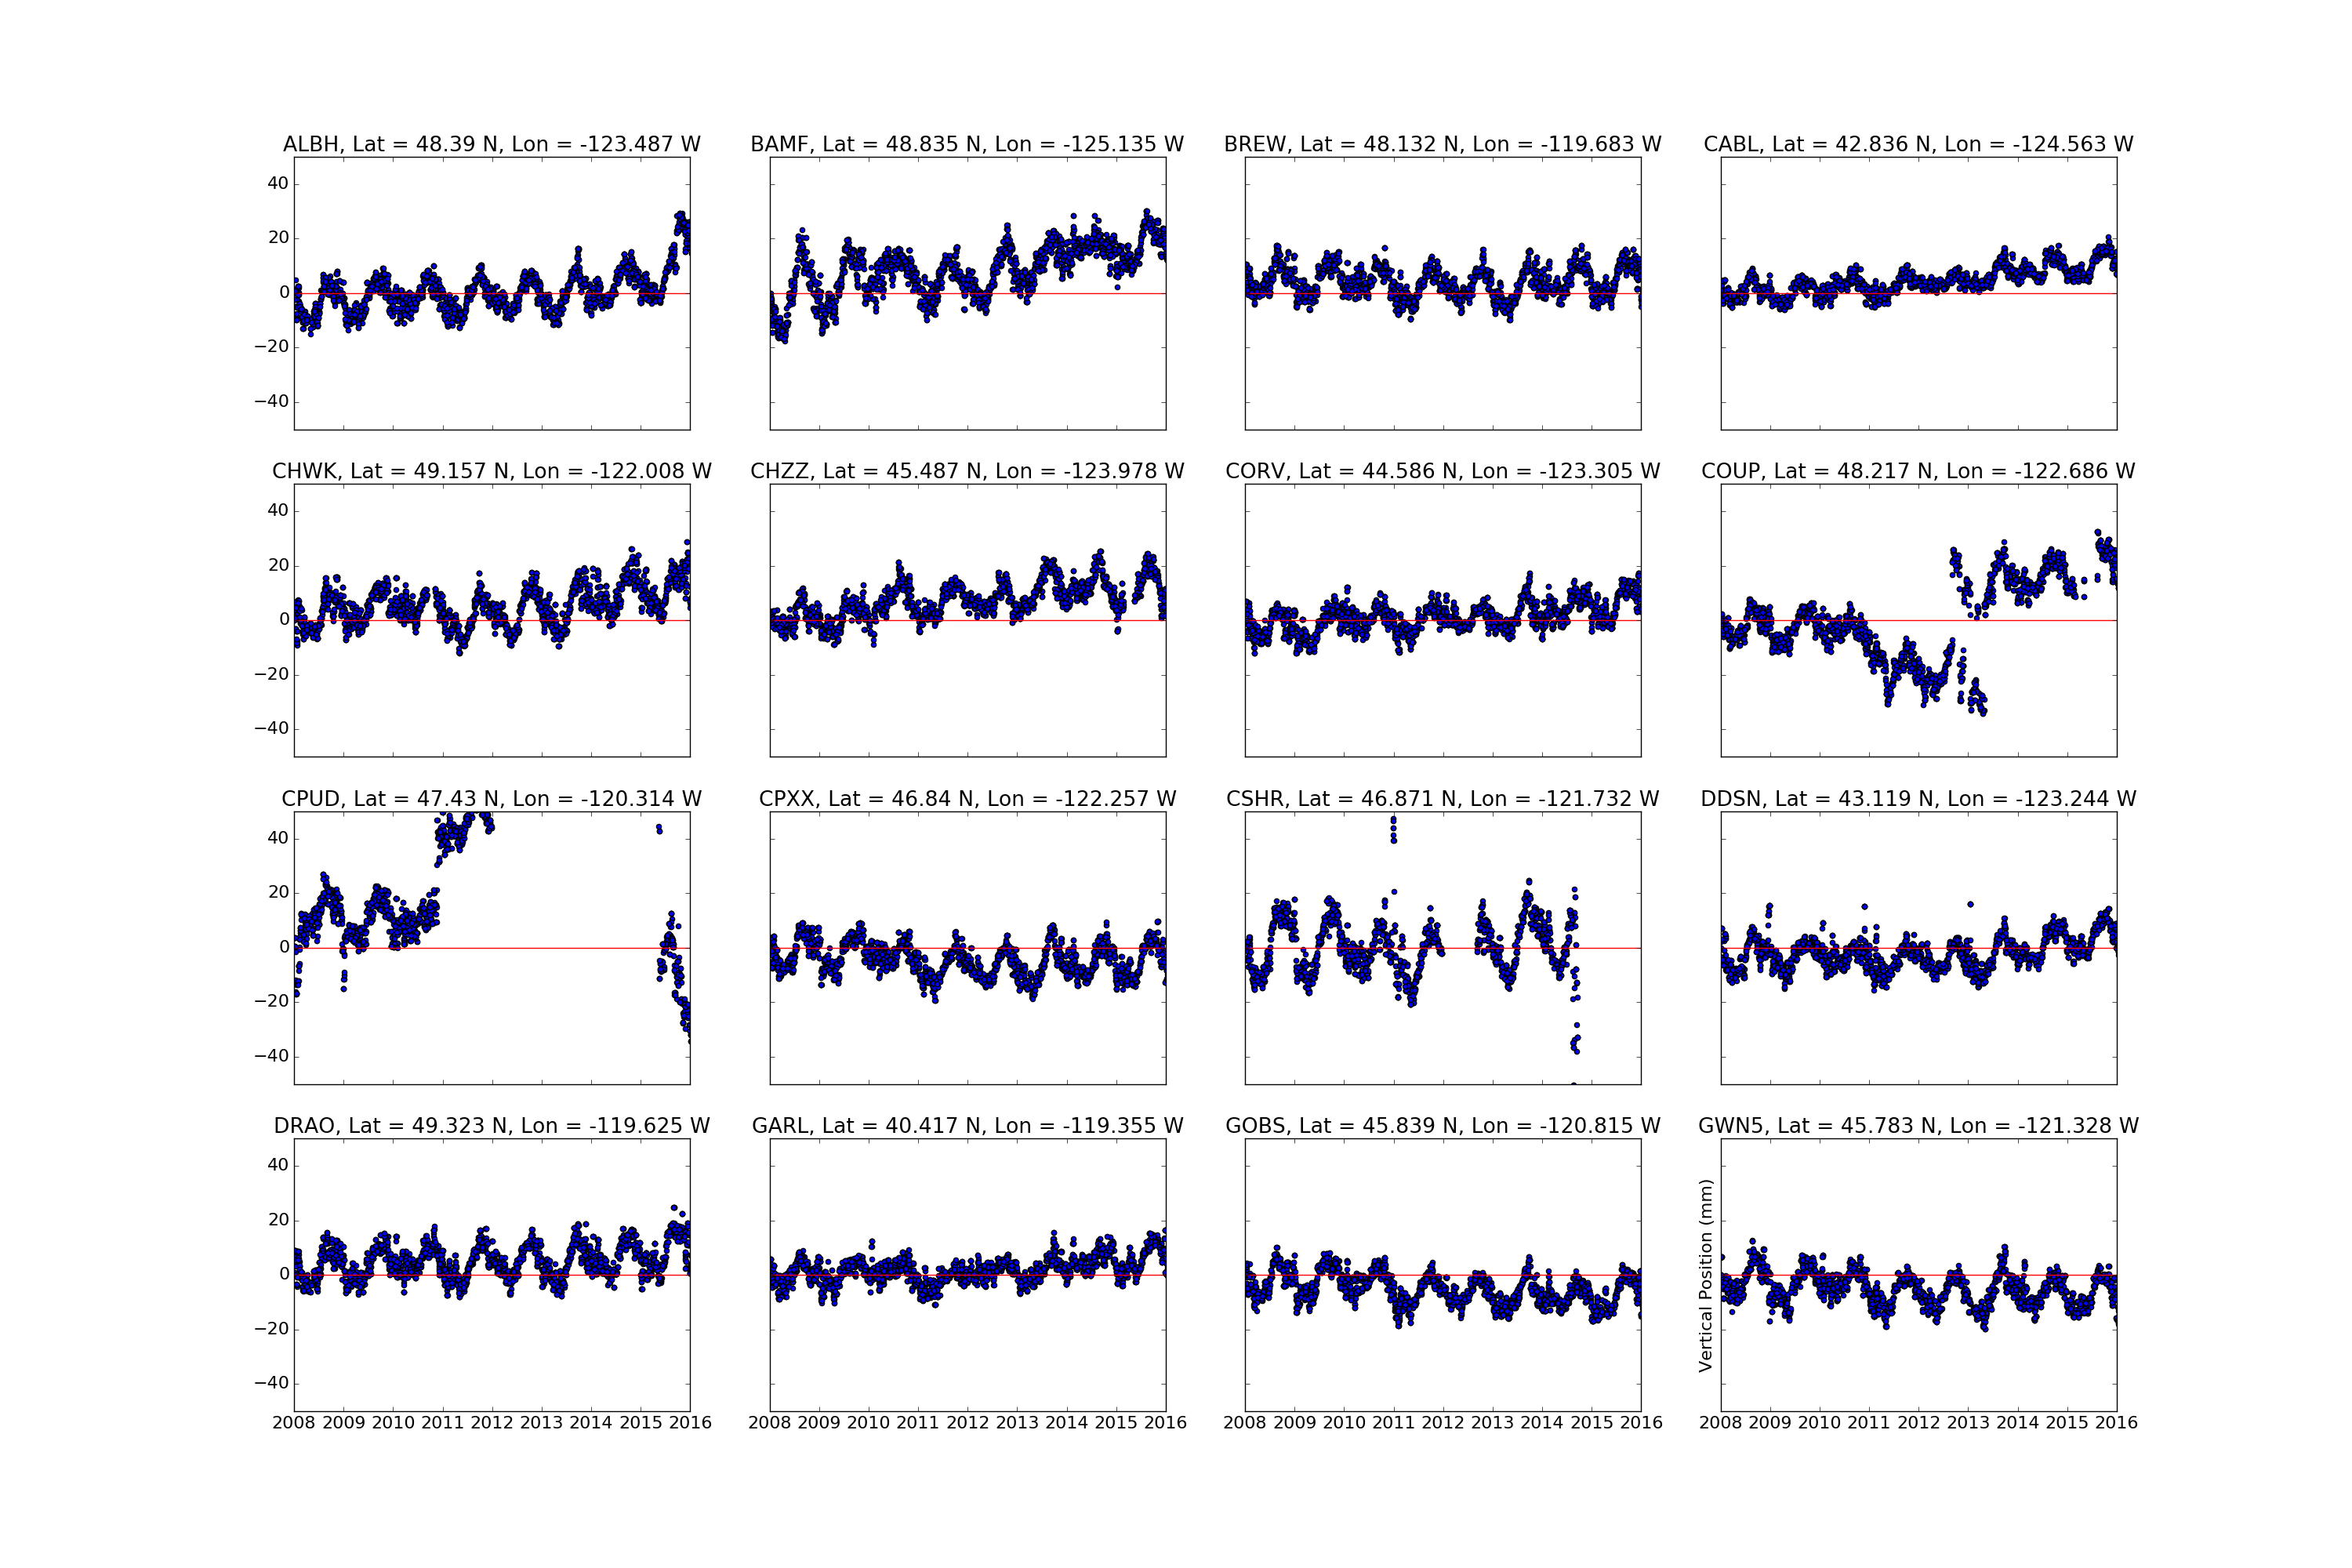 ALBH, Lat = 48.39 N, Lon = -123.487 W
BAMF, Lat = 48.835 N, Lon = -125.135 W
BREW, Lat = 48.132 N, Lon = -119.683 W
CABL, Lat = 42.836 N, Lon = -124.563 W
40
20
0
−20
−40
CHWK, Lat = 49.157 N, Lon = -122.008 W
CHZZ, Lat = 45.487 N, Lon = -123.978 W
CORV, Lat = 44.586 N, Lon = -123.305 W
COUP, Lat = 48.217 N, Lon = -122.686 W
40
20
0
−20
−40
CPUD, Lat = 47.43 N, Lon = -120.314 W
CPXX, Lat = 46.84 N, Lon = -122.257 W
CSHR, Lat = 46.871 N, Lon = -121.732 W
DDSN, Lat = 43.119 N, Lon = -123.244 W
40
20
0
−20
−40
DRAO, Lat = 49.323 N, Lon = -119.625 W
GARL, Lat = 40.417 N, Lon = -119.355 W
GOBS, Lat = 45.839 N, Lon = -120.815 W
GWN5, Lat = 45.783 N, Lon = -121.328 W
40
20
0
−20
−40
Vertical Position (mm)
2008 2009 2010 2011 2012 2013 2014 2015 2016
2008 2009 2010 2011 2012 2013 2014 2015 2016
2008 2009 2010 2011 2012 2013 2014 2015 2016
2008 2009 2010 2011 2012 2013 2014 2015 2016